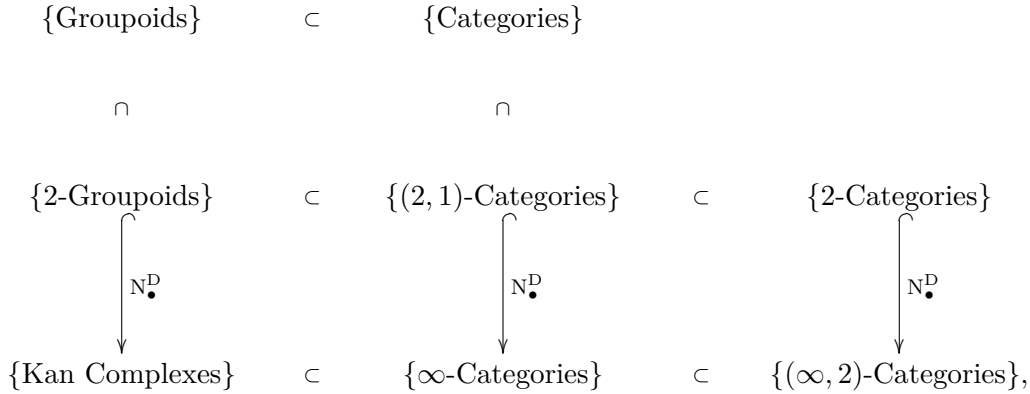 {Groupoids} ⊂ {Categories}
∩ ∩
{2-Groupoids} ⊂ {(2, 1)-Categories} ⊂ {2-Categories}
N^D_• N^D_• N^D_•
{Kan Complexes} ⊂ {∞-Categories} ⊂ {(∞, 2)-Categories},